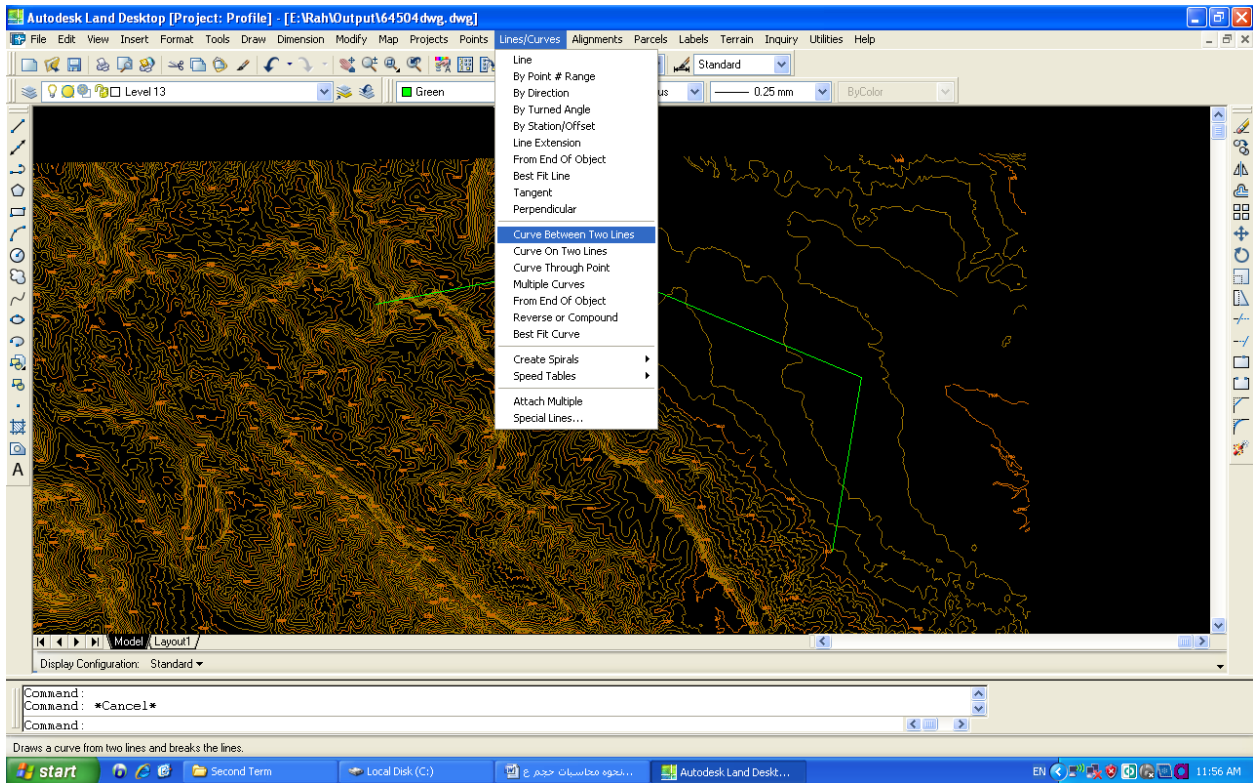 Autodesk Land Desktop [Project: Profile] - [E:\Rah\Output\64504dwg.dwg]
File Edit View Insert Format Tools Draw Dimension Modify Map Projects Points Lines/Curves Alignments Parcels Labels Terrain Inquiry Utilities Help
Standard
Level 13
Green
us
0.25 mm
ByColor
Line
By Point # Range
By Direction
By Turned Angle
By Station/Offset
Line Extension
From End Of Object
Best Fit Line
Tangent
Perpendicular
Curve Between Two Lines
Curve On Two Lines
Curve Through Point
Multiple Curves
From End Of Object
Reverse or Compound
Best Fit Curve
Create Spirals
Speed Tables
Attach Multiple
Special Lines...
A
Model Layout1
Display Configuration: Standard
Command:
Command: *Cancel*
Command:
Draws a curve from two lines and breaks the lines.
start Second Term Local Disk (C:) نحوه محاسبات حجم ع... Autodesk Land Deskt... EN 11:56 AM